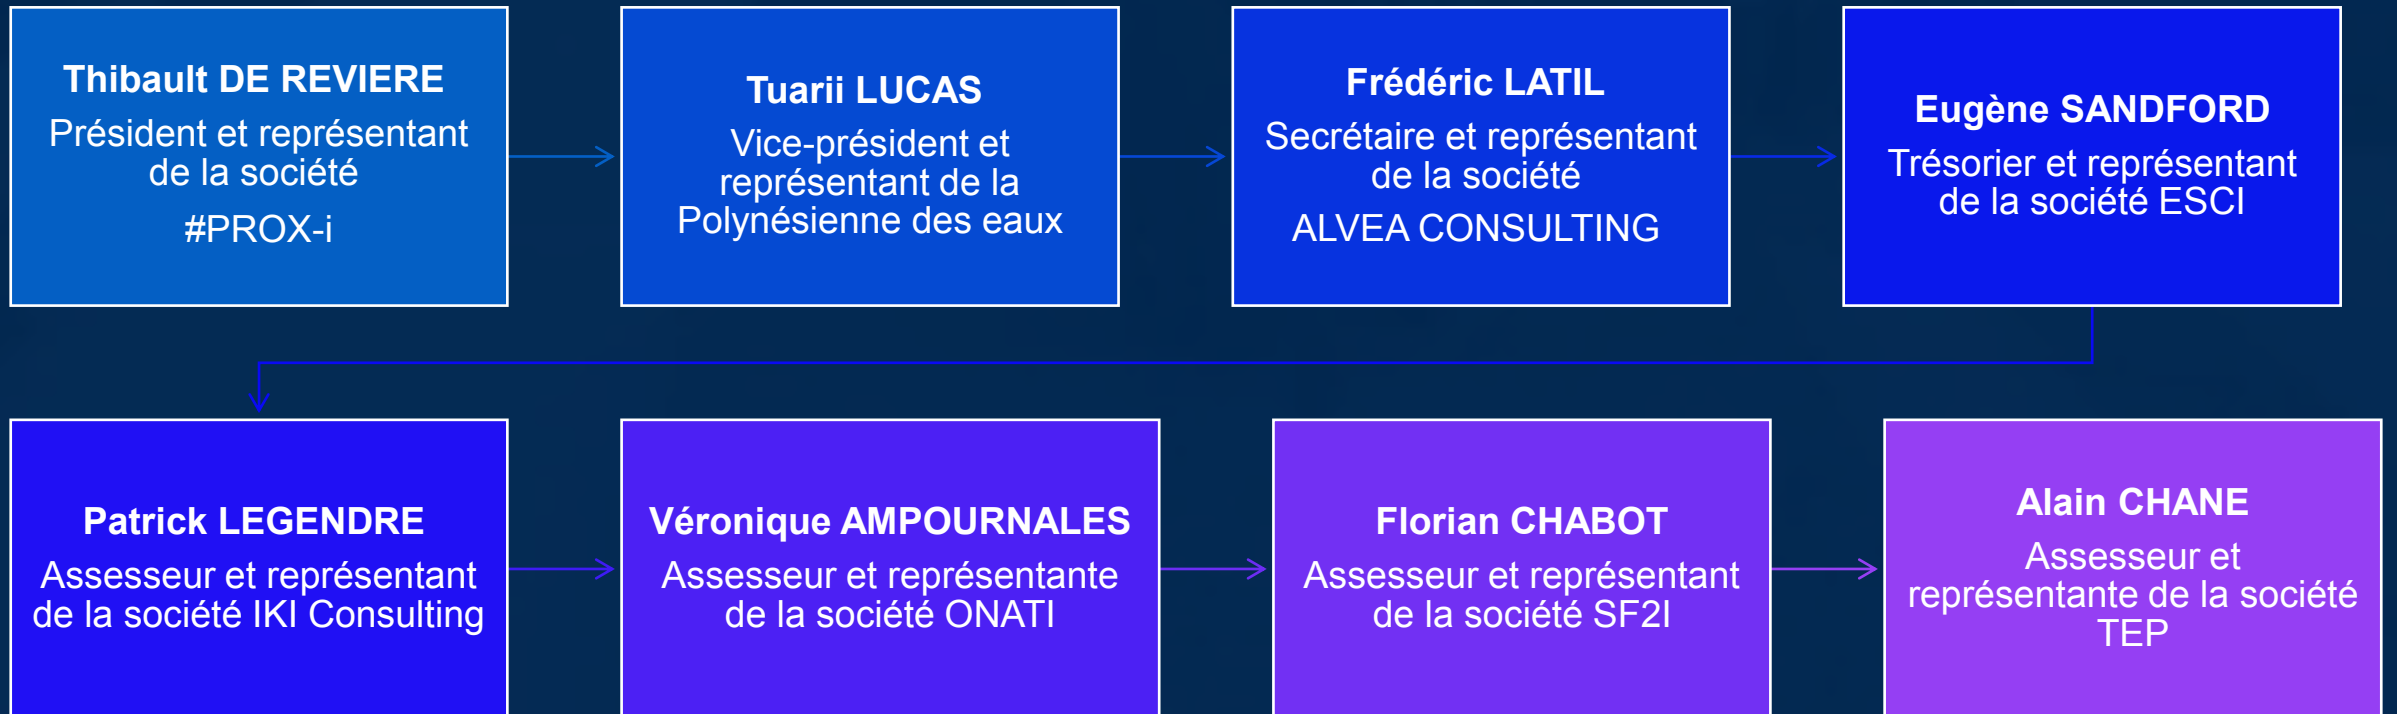 Thibault DE REVIERE
Président et représentant
de la société
#PROX-i
Tuarii LUCAS
Vice-président et
représentant de la
Polynésienne des eaux
Frédéric LATIL
Secrétaire et représentant
de la société
ALVEA CONSULTING
Eugène SANDFORD
Trésorier et représentant
de la société ESCI
Patrick LEGENDRE
Assesseur et représentant
de la société IKI Consulting
Véronique AMPOURNALES
Assesseur et représentante
de la société ONATI
Florian CHABOT
Assesseur et représentant
de la société SF2I
Alain CHANE
Assesseur et
représentante de la société
TEP